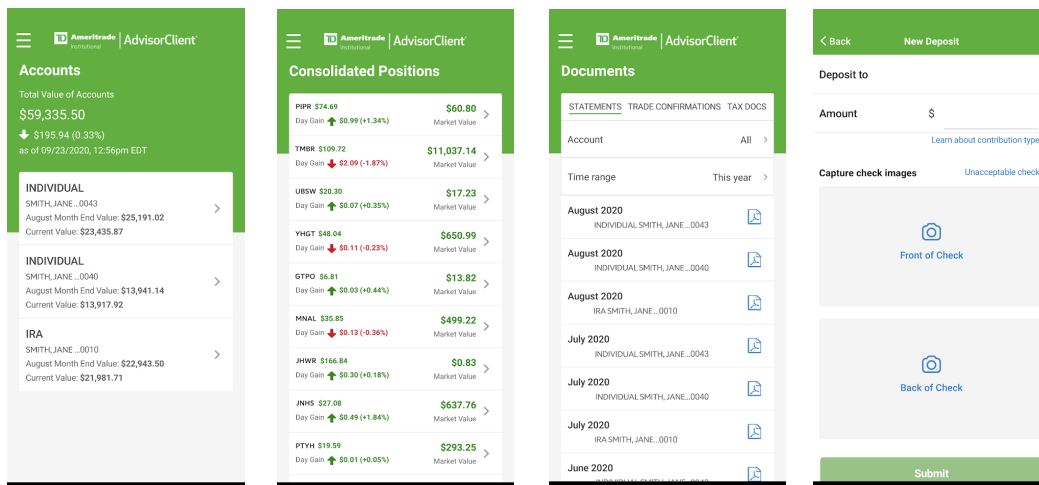 TD Ameritrade Institutional | AdvisorClient
Accounts
Total Value of Accounts
$59,335.50
$195.94 (0.33%)
as of 09/23/2020, 12:56pm EDT
INDIVIDUAL
SMITH, JANE ...0043
August Month End Value: $25,191.02
Current Value: $23,435.87
INDIVIDUAL
SMITH, JANE ...0040
August Month End Value: $13,941.14
Current Value: $13,917.92
IRA
SMITH, JANE ...0010
August Month End Value: $22,943.50
Current Value: $21,981.71
TD Ameritrade Institutional | AdvisorClient
Consolidated Positions
PIPR $74.69 $60.80
Day Gain $0.99 (+1.34%) Market Value
TMBR $109.72 $11,037.14
Day Gain $2.09 (-1.87%) Market Value
UBSW $20.30 $17.23
Day Gain $0.07 (+0.35%) Market Value
YHGT $48.04 $650.99
Day Gain $0.11 (-0.23%) Market Value
GTPO $6.81 $13.82
Day Gain $0.03 (+0.44%) Market Value
MNAL $35.85 $499.22
Day Gain $0.13 (-0.36%) Market Value
JHWR $166.84 $0.83
Day Gain $0.30 (+0.18%) Market Value
JNHS $27.08 $637.76
Day Gain $0.49 (+1.84%) Market Value
PTYH $19.59 $293.25
Day Gain $0.01 (+0.05%) Market Value
TD Ameritrade Institutional | AdvisorClient
Documents
STATEMENTS TRADE CONFIRMATIONS TAX DOCS
Account All
Time range This year
August 2020
INDIVIDUAL SMITH, JANE...0043
August 2020
INDIVIDUAL SMITH, JANE...0040
August 2020
IRA SMITH, JANE...0010
July 2020
INDIVIDUAL SMITH, JANE...0043
July 2020
INDIVIDUAL SMITH, JANE...0040
July 2020
IRA SMITH, JANE...0010
June 2020
Back New Deposit
Deposit to
Amount $
Learn about contribution type
Capture check images Unacceptable check
Front of Check
Back of Check
Submit